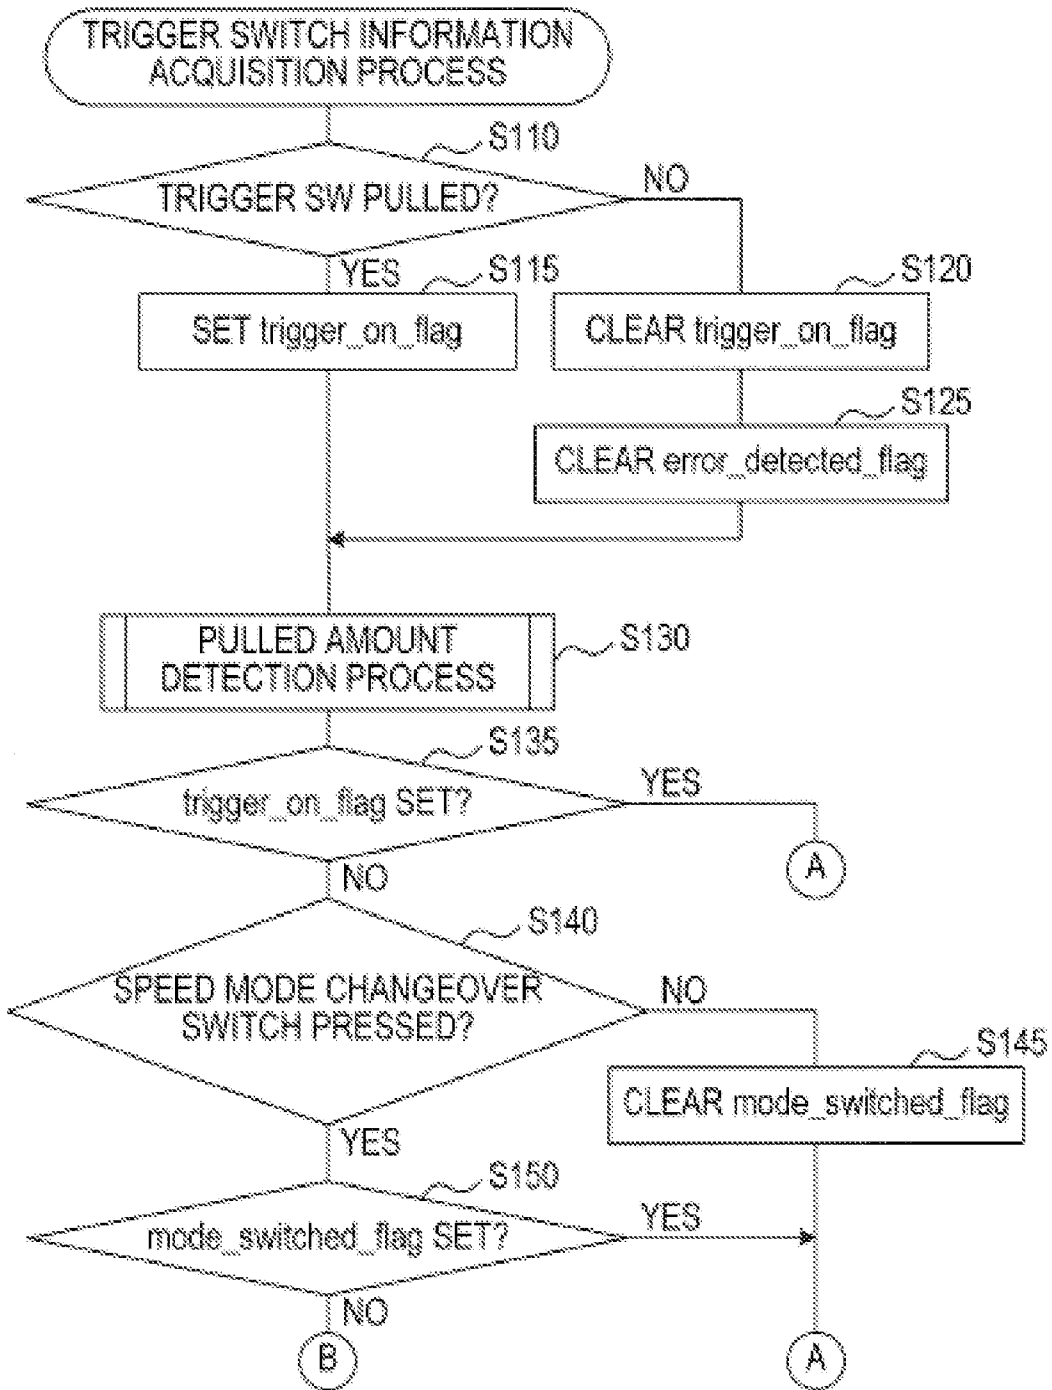 TRIGGER SWITCH INFORMATION
ACQUISITION PROCESS
S110
TRIGGER SW PULLED?
NO
YES
S115
SET trigger_on_flag
S120
CLEAR trigger_on_flag
S125
CLEAR error_detected_flag
PULLED AMOUNT
DETECTION PROCESS
S130
S135
trigger_on_flag SET?
YES
A
NO
S140
SPEED MODE CHANGEOVER
SWITCH PRESSED?
NO
S145
CLEAR mode_switched_flag
YES
S150
mode_switched_flag SET?
YES
NO
B
A